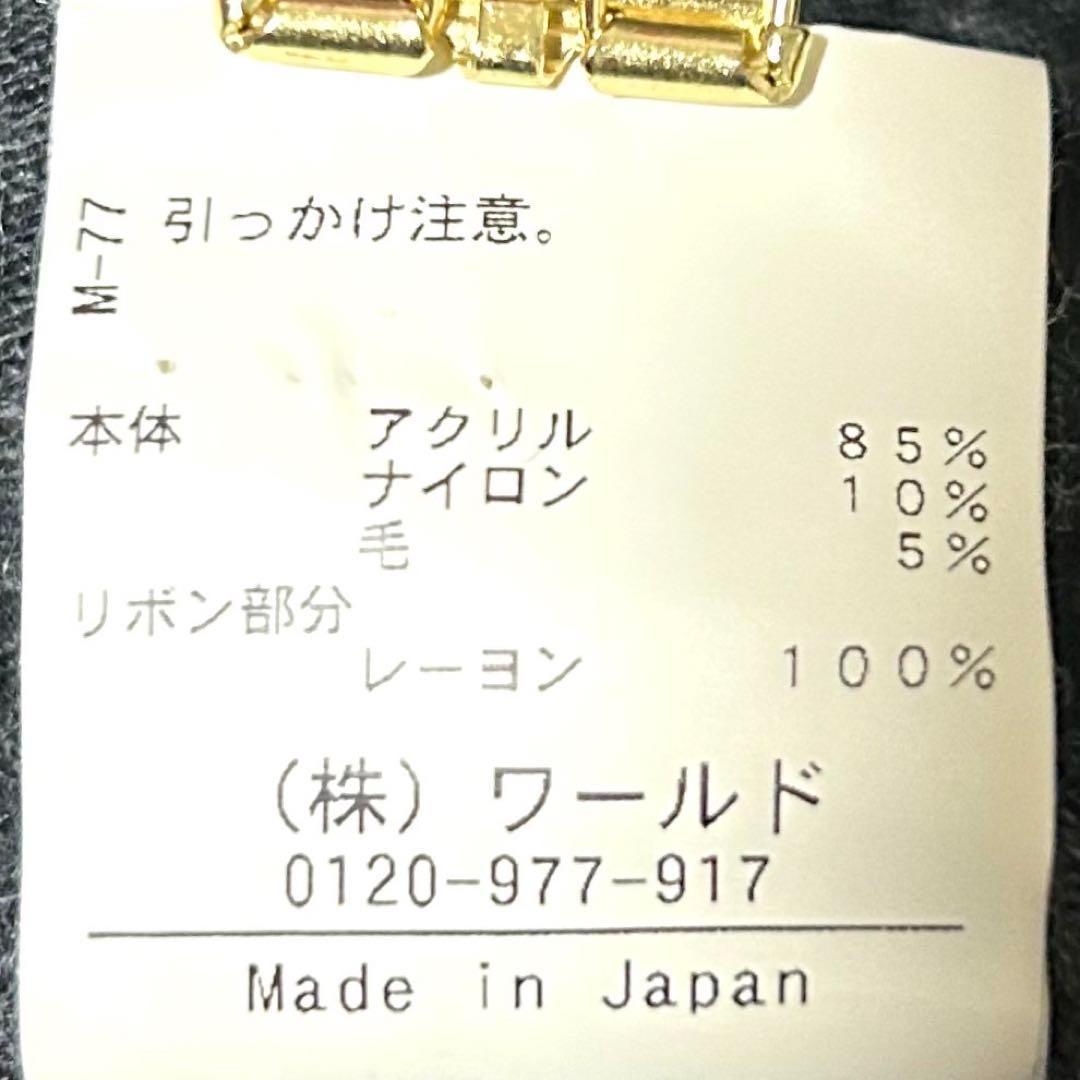 M-77
引っかけ注意。
本体 アクリル 85%
ナイロン 10%
毛 5%
リボン部分
レーヨン 100%
(株) ワールド
0120-977-917
Made in Japan